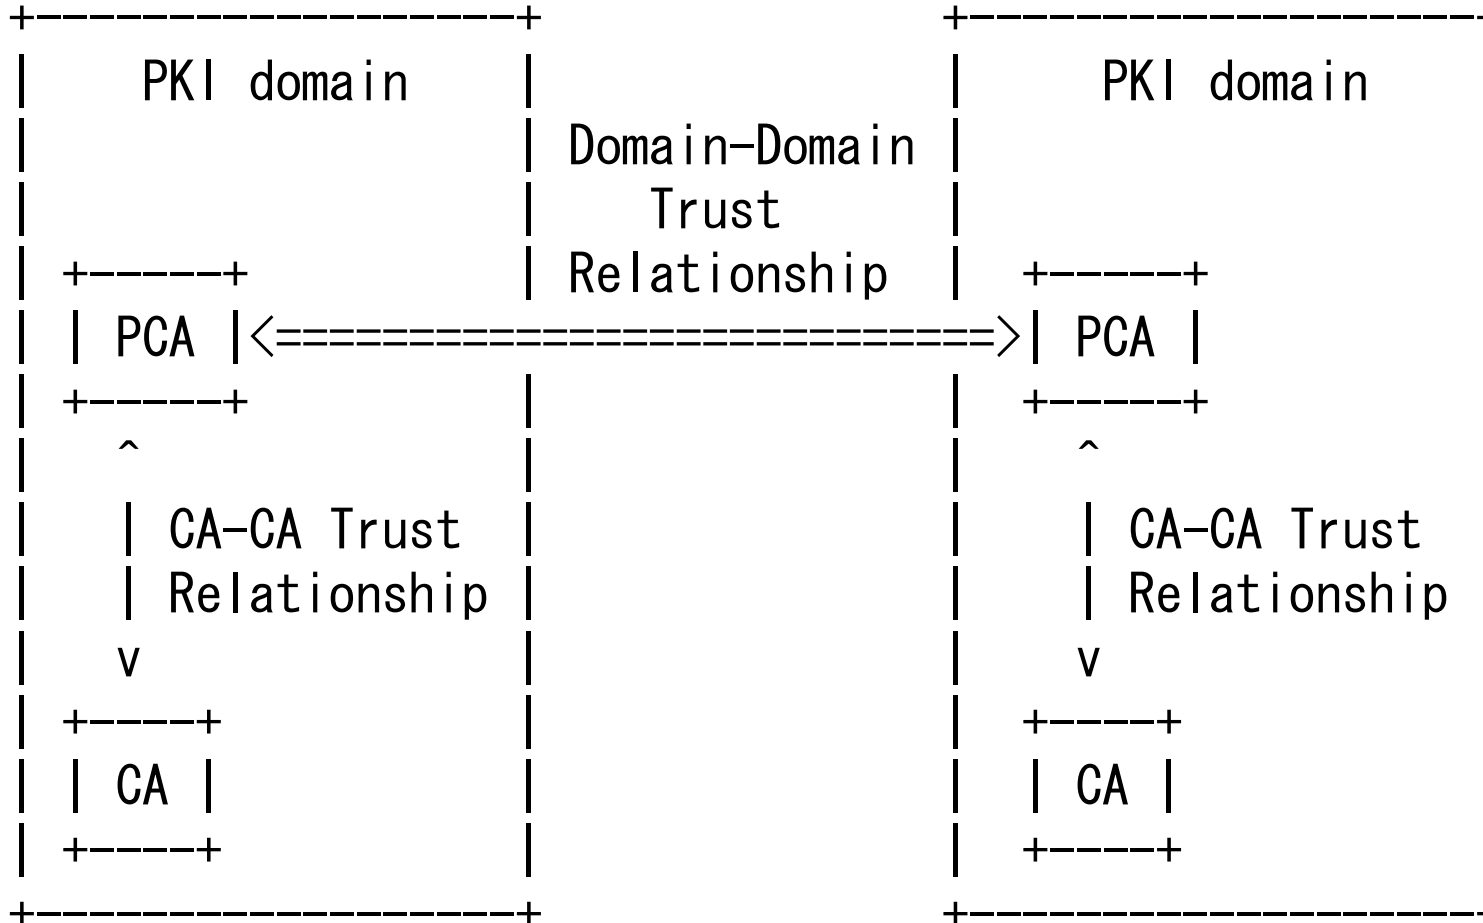 PKI domain PKI domain
Domain-Domain
Trust
Relationship
PCA <===========================> PCA
^ ^
CA-CA Trust CA-CA Trust
Relationship Relationship
v v
CA CA